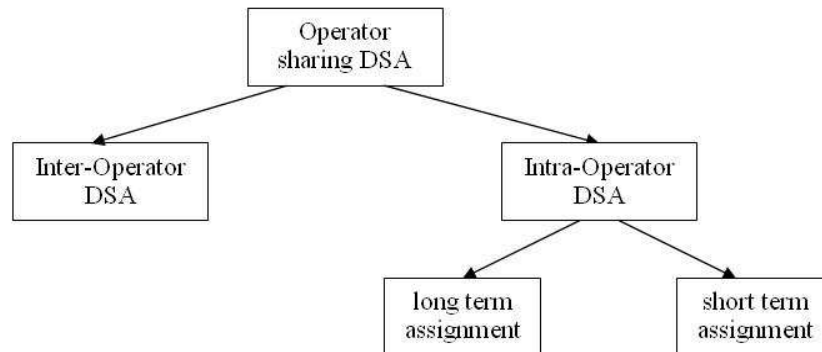 Operator
sharing DSA
Inter-Operator
DSA
Intra-Operator
DSA
long term
assignment
short term
assignment